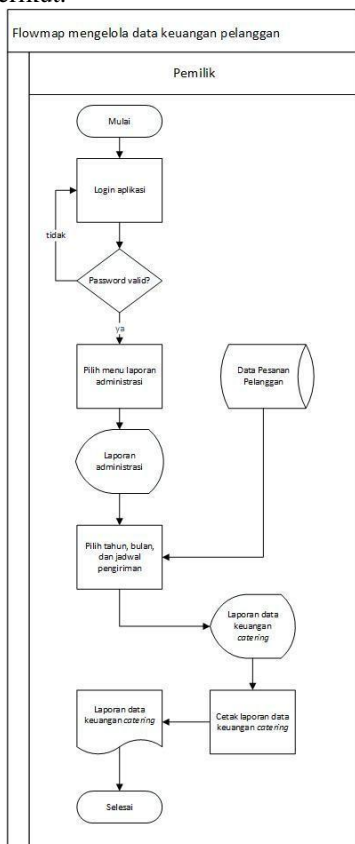 Flowmap mengelola data keuangan pelanggan
Pemilik
Mulai
Login aplikasi
tidak
Password valid?
ya
Pilih menu laporan
administrasi
Data Pesanan
Pelanggan
Laporan
administrasi
Pilih tahun, bulan,
dan jadwal
pengiriman
Laporan data
keuangan
catering
Laporan data
keuangan catering
Cetak laporan data
keuangan catering
Selesai